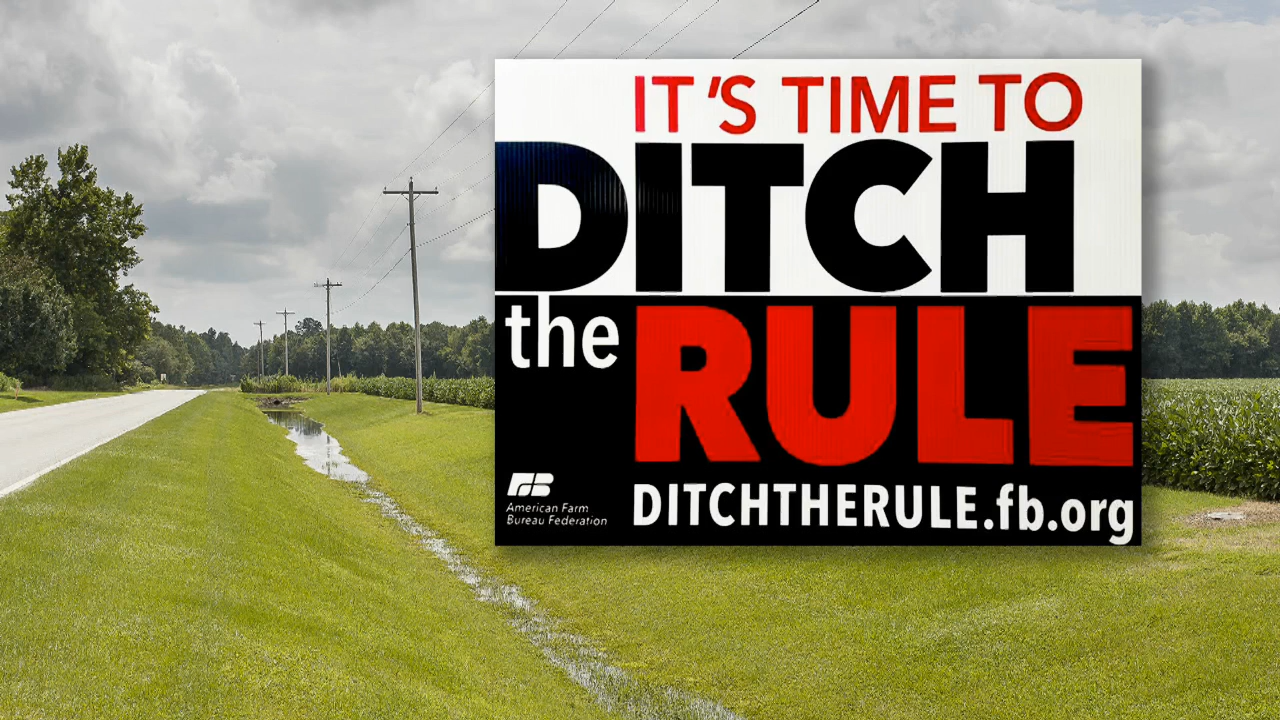 IT'S TIME TO
DITCH
the RULE
American Farm
Bureau Federation
DITCHTHERULE.fb.org